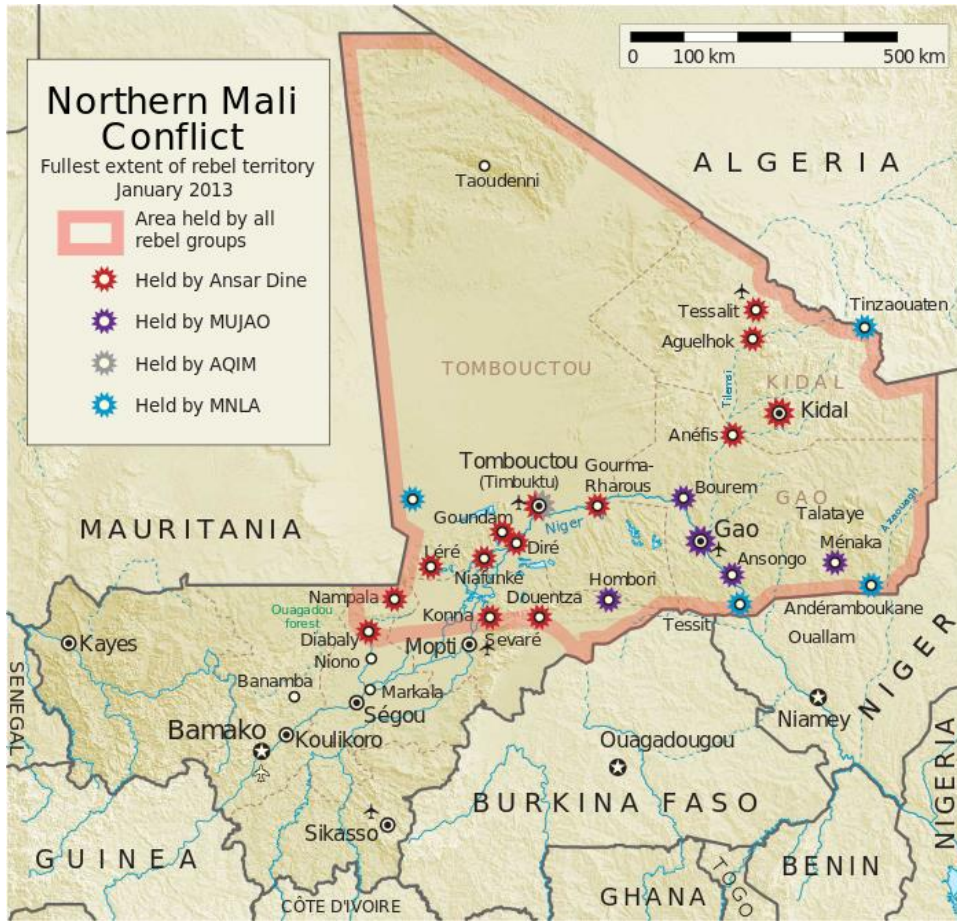 Northern Mali
Conflict
Fullest extent of rebel territory
January 2013
Area held by all
rebel groups
Held by Ansar Dine
Held by MUJAO
Held by AQIM
Held by MNLA
0 100 km 500 km
ALGERIA
Taoudenni
Tessalit
Tinzaouaten
Aguelhok
TOMBOUCTOU
Tilemsi
KIDAL
Kidal
Anéfis
Tombouctou
(Timbuktu)
Gourma-
Rharous
Bourem
GAO
Talataye
Azaouagh
MAURITANIA
Goundam
Niger
Gao
Diré
Ménaka
Léré
Niafunké
Ansongo
Hombori
Nampala
Douentza
Andéramboukane
Ouagadou
forest
Konna
Tessit
Diabaly
Mopti
Sevaré
Ouallam
Kayes
Niono
SENEGAL
Banamba
Markala
NIGER
Ségou
Niamey
Bamako
Koulikoro
Ouagadougou
NIGERIA
BURKINA FASO
Sikasso
GUINEA
BENIN
TOGO
GHANA
CÔTE D'IVOIRE